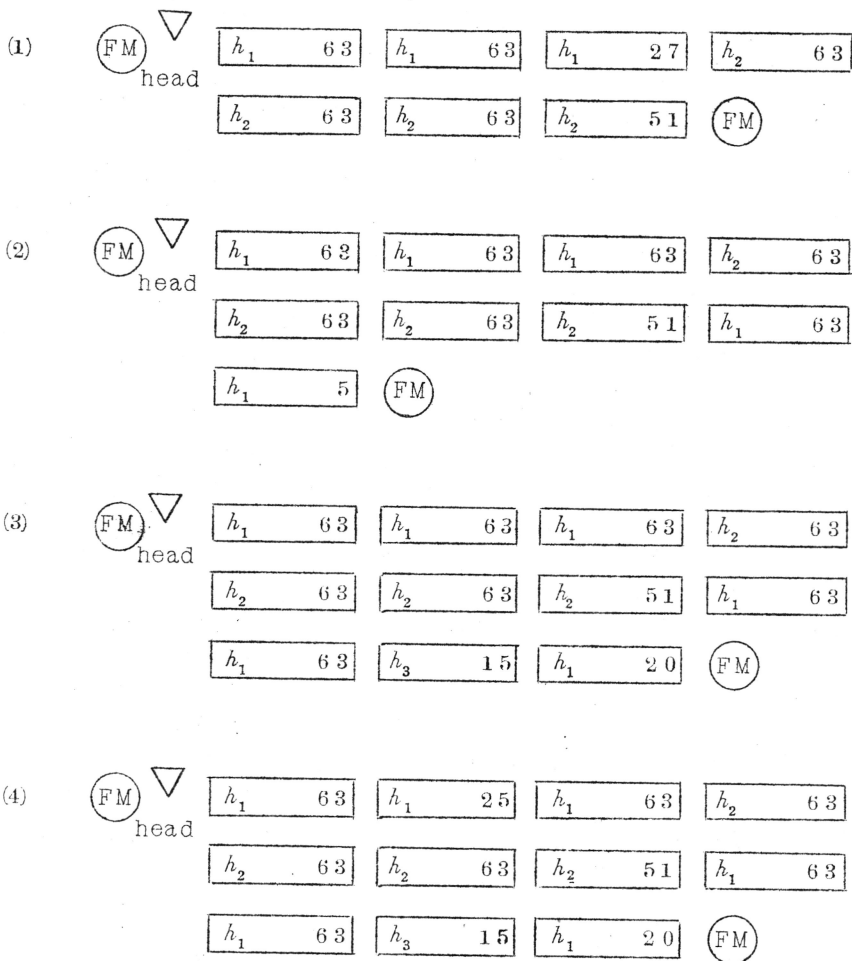 (1) FM h₁ 63 h₁ 63 h₁ 27 h₂ 63
head
h₂ 63 h₂ 63 h₂ 51 FM
(2) FM h₁ 63 h₁ 63 h₁ 63 h₂ 63
head
h₂ 63 h₂ 63 h₂ 51 h₁ 63
h₁ 5 FM
(3) FM h₁ 63 h₁ 63 h₁ 63 h₂ 63
head
h₂ 63 h₂ 63 h₂ 51 h₁ 63
h₁ 63 h₃ 15 h₁ 20 FM
(4) FM h₁ 63 h₁ 25 h₁ 63 h₂ 63
head
h₂ 63 h₂ 63 h₂ 51 h₁ 63
h₁ 63 h₃ 15 h₁ 20 FM